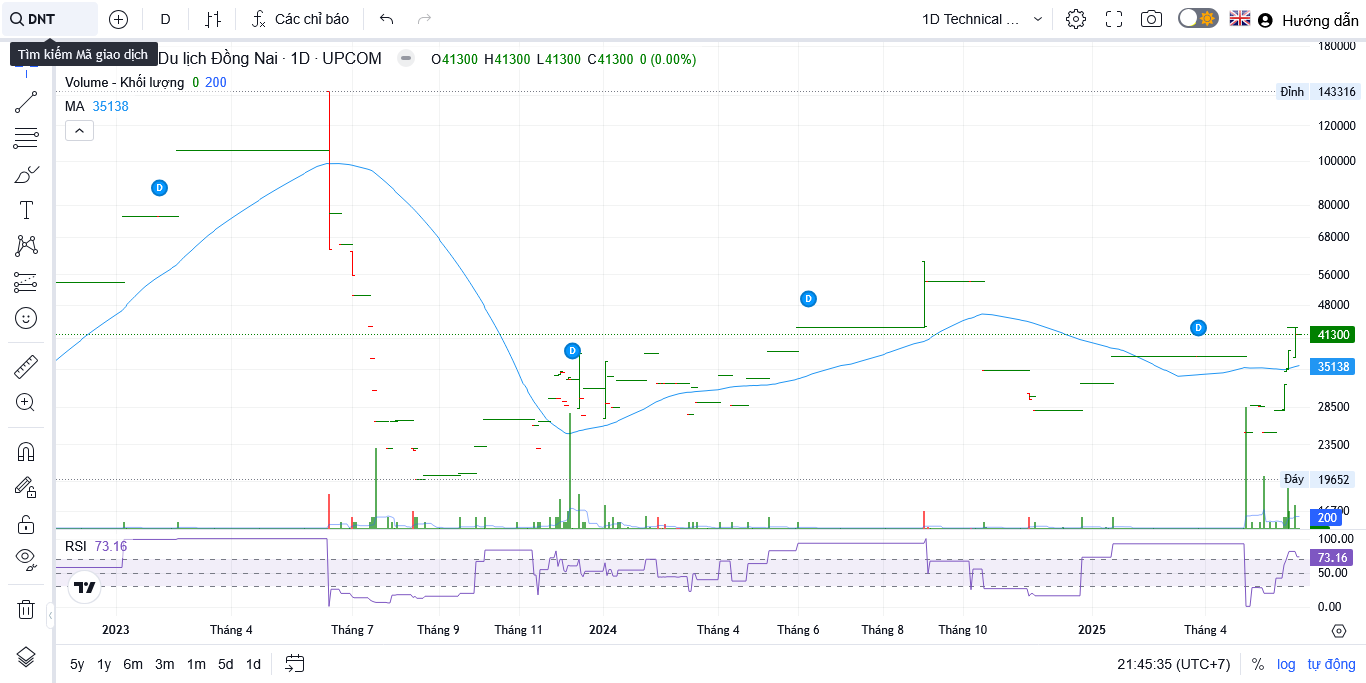 DNT
D
Các chỉ báo
1D Technical ...
Hướng dẫn
Tìm kiếm Mã giao dịch
Du lịch Đồng Nai · 1D · UPCOM
O41300 H41300 L41300 C41300 0 (0.00%)
Volume - Khối lượng 0 200
MA 35138
180000
Đỉnh 143316
120000
100000
80000
68000
56000
48000
41300
35138
28500
23500
Đáy 19652
200
D
D
D
D
RSI 73.16
100.00
73.16
50.00
0.00
2023
Tháng 4
Tháng 7
Tháng 9
Tháng 11
2024
Tháng 4
Tháng 6
Tháng 8
Tháng 10
2025
Tháng 4
5y 1y 6m 3m 1m 5d 1d
21:45:35 (UTC+7)
% log tự động